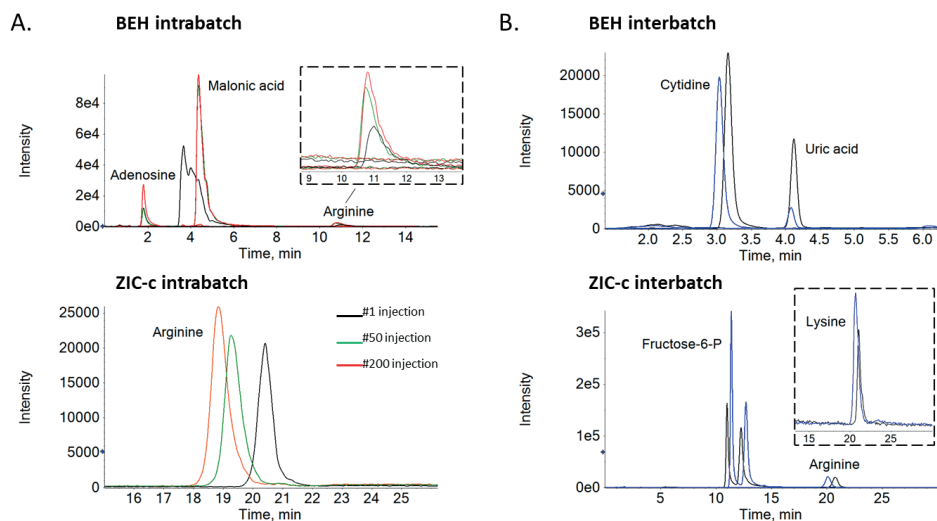 A.
BEH intrabatch
Intensity
8e4
6e4
4e4
2e4
0e0
Malonic acid
Adenosine
Arginine
9 10 11 12 13
2 4 6 8 10 12 14
Time, min
ZIC-c intrabatch
Intensity
25000
20000
15000
10000
5000
0
Arginine
#1 injection
#50 injection
#200 injection
12 13 14 15 16 17 18 19 20 21 22 23 24 25
Time, min
B.
BEH interbatch
Intensity
20000
15000
10000
5000
0
Cytidine
Uric acid
2.0 2.5 3.0 3.5 4.0 4.5 5.0 5.5 6.0
Time, min
ZIC-c interbatch
Intensity
3e5
2e5
1e5
0e0
Fructose-6-P
Lysine
15 20 25
Arginine
5 10 15 20 25
Time, min